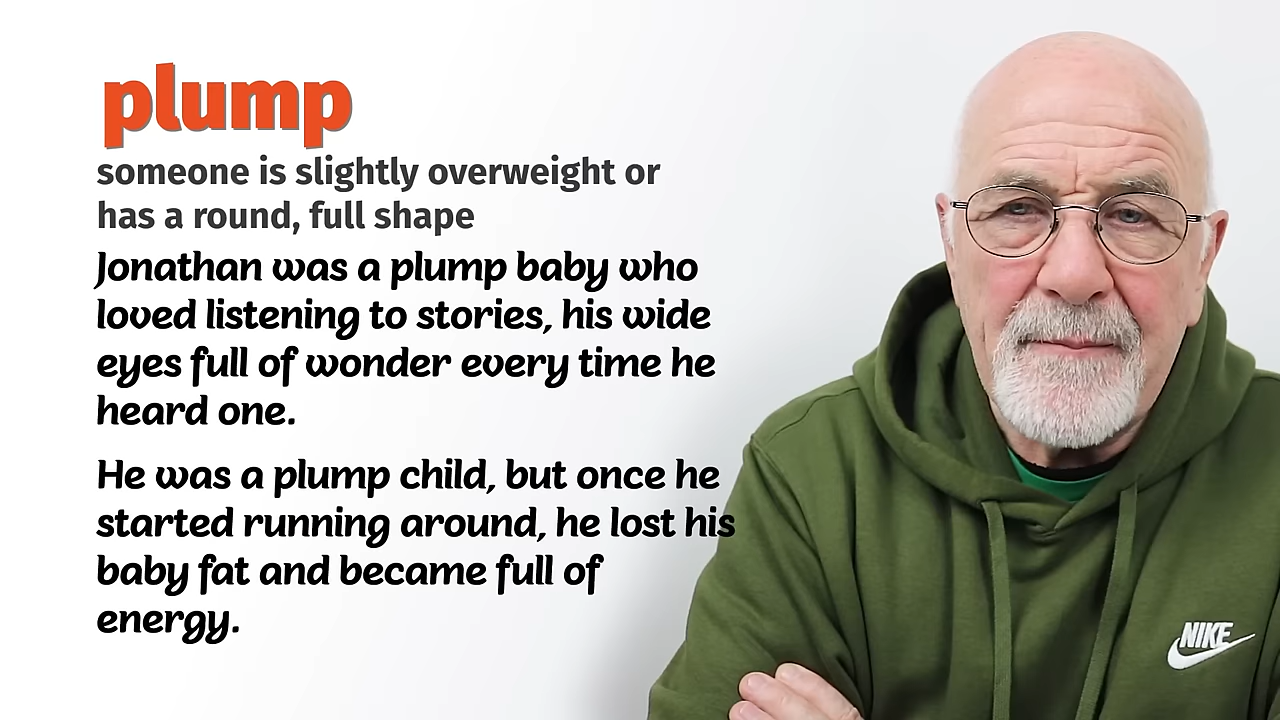 plump
someone is slightly overweight or
has a round, full shape
Jonathan was a plump baby who
loved listening to stories, his wide
eyes full of wonder every time he
heard one.
He was a plump child, but once he
started running around, he lost his
baby fat and became full of
energy.
NIKE